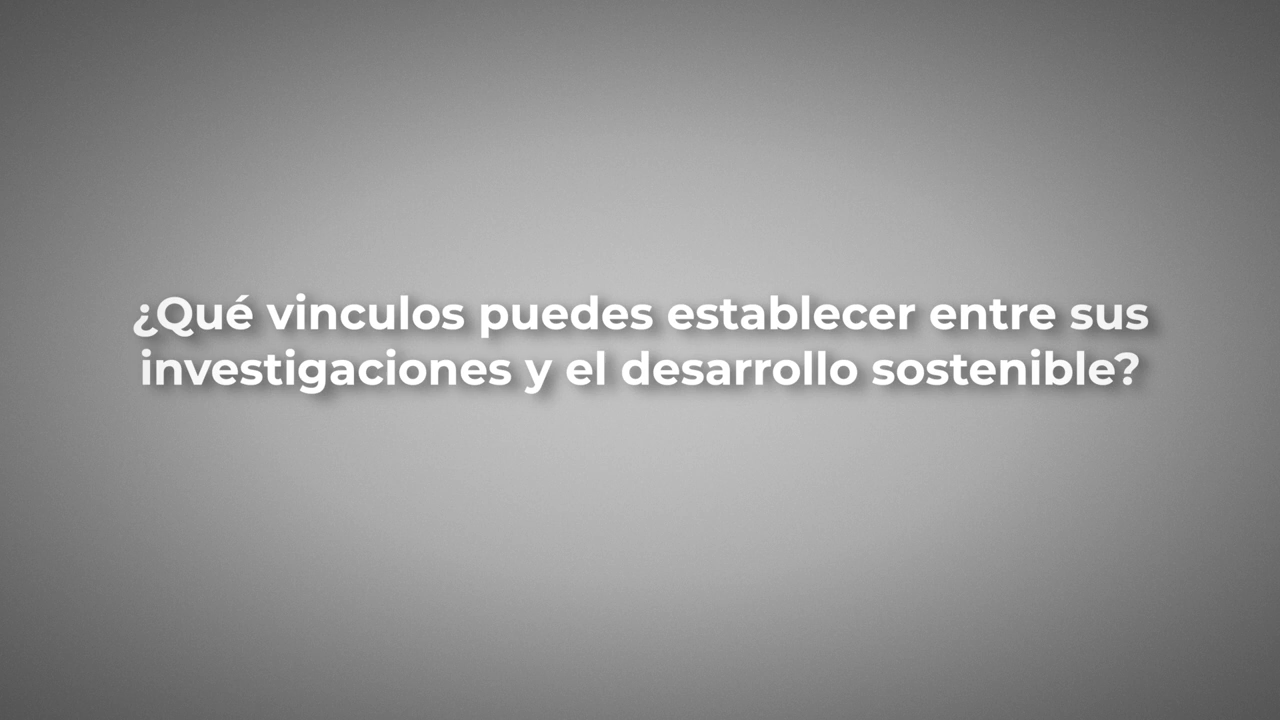 ¿Qué vinculos puedes establecer entre sus
investigaciones y el desarrollo sostenible?